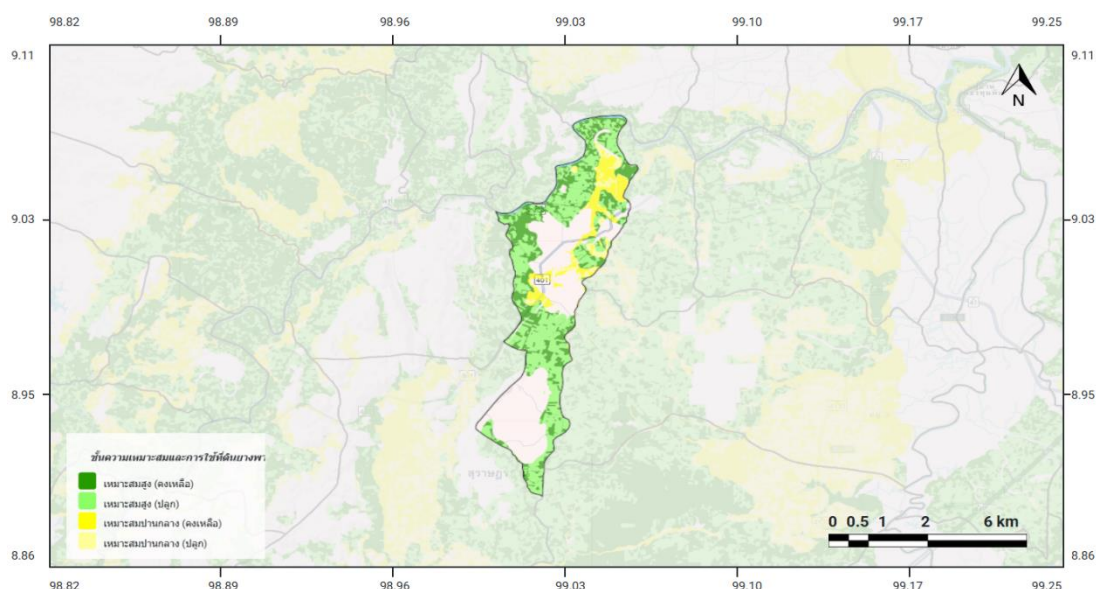 98.82 98.89 98.96 99.03 99.10 99.17 99.25
9.11 9.11
N
9.03 9.03
401
8.95 8.95
ชั้นความเหมาะสมและการใช้ที่ดินยางพา
สุราษฎร
เหมาะสมสูง (คงเหลือ)
เหมาะสมสูง (ปลูก)
เหมาะสมปานกลาง (คงเหลือ)
เหมาะสมปานกลาง (ปลูก)
0 0.5 1 2 6 km
8.86 8.86
98.82 98.89 98.96 99.03 99.10 99.17 99.25